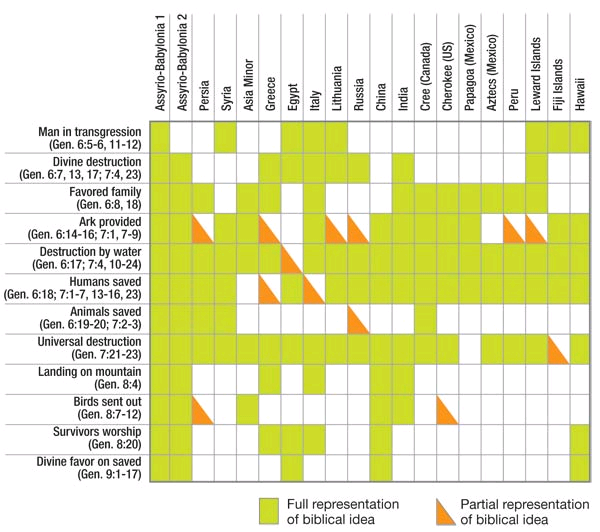 Assyrio-Babylonia 1
Assyrio-Babylonia 2
Persia
Syria
Asia Minor
Greece
Egypt
Italy
Lithuania
Russia
China
India
Cree (Canada)
Cherokee (US)
Papagoa (Mexico)
Aztecs (Mexico)
Peru
Leward Islands
Fiji Islands
Hawaii
Man in transgression
(Gen. 6:5-6, 11-12)
Divine destruction
(Gen. 6:7, 13, 17; 7:4, 23)
Favored family
(Gen. 6:8, 18)
Ark provided
(Gen. 6:14-16; 7:1, 7-9)
Destruction by water
(Gen. 6:17; 7:4, 10-24)
Humans saved
(Gen. 6:18; 7:1-7, 13-16, 23)
Animals saved
(Gen. 6:19-20; 7:2-3)
Universal destruction
(Gen. 7:21-23)
Landing on mountain
(Gen. 8:4)
Birds sent out
(Gen. 8:7-12)
Survivors worship
(Gen. 8:20)
Divine favor on saved
(Gen. 9:1-17)
Full representation
of biblical idea
Partial representation
of biblical idea